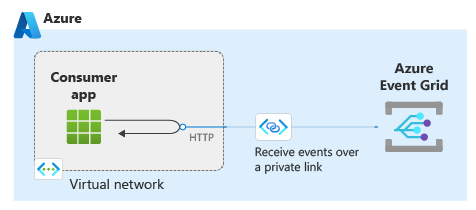 Azure
Consumer
app
HTTP
Virtual network
Receive events over
a private link
Azure
Event Grid